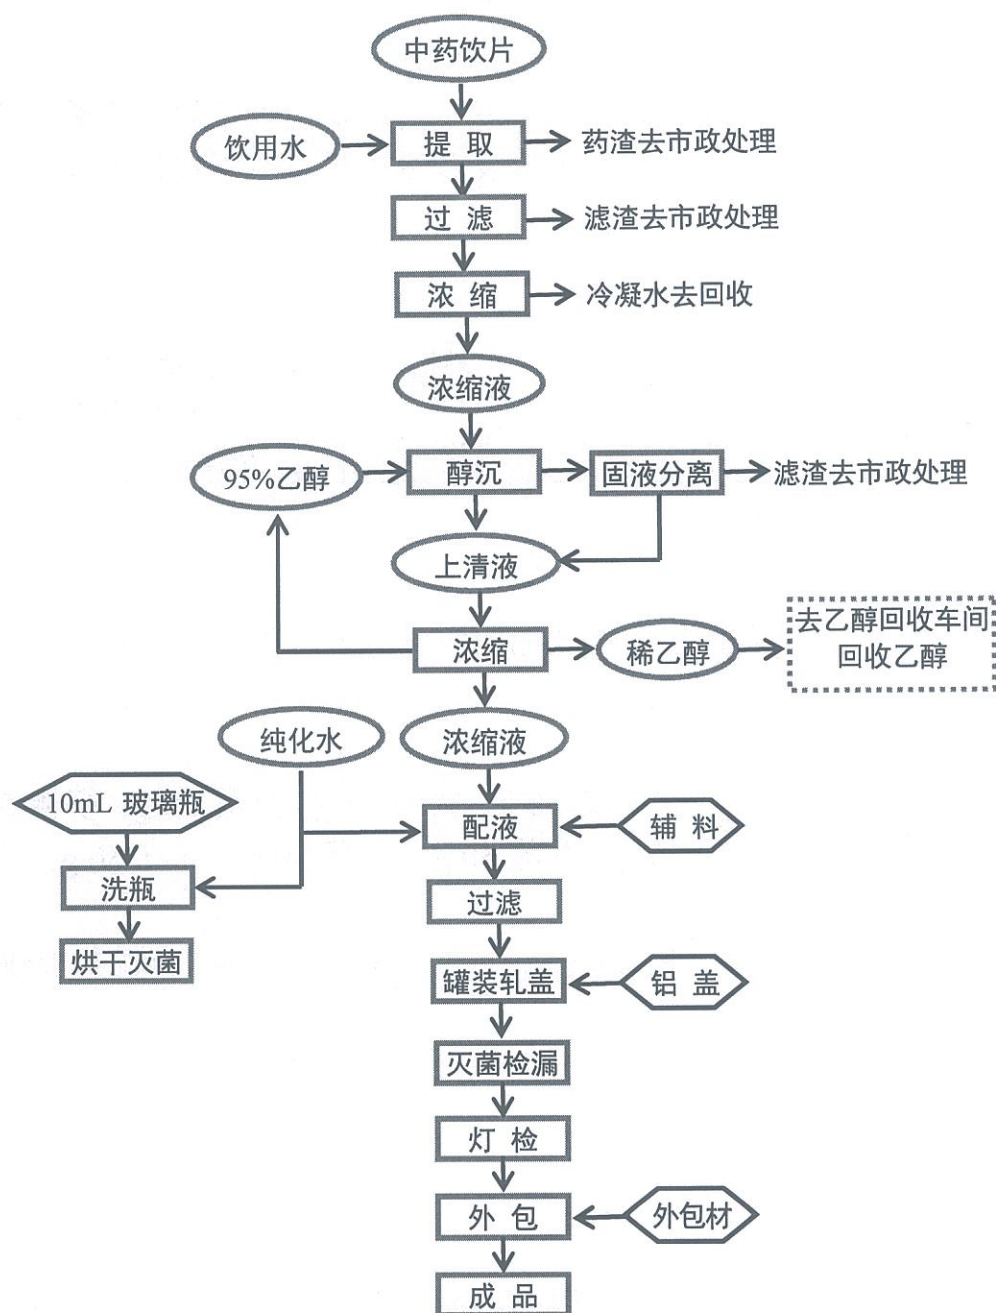 中药饮片
饮用水
提 取
药渣去市政处理
过 滤
滤渣去市政处理
浓 缩
冷凝水去回收
浓缩液
95%乙醇
醇沉
固液分离
滤渣去市政处理
上清液
浓缩
稀乙醇
去乙醇回收车间
回收乙醇
纯化水
浓缩液
10mL 玻璃瓶
配液
辅 料
洗瓶
过滤
烘干灭菌
罐装轧盖
铝 盖
灭菌检漏
灯 检
外 包
外包材
成 品